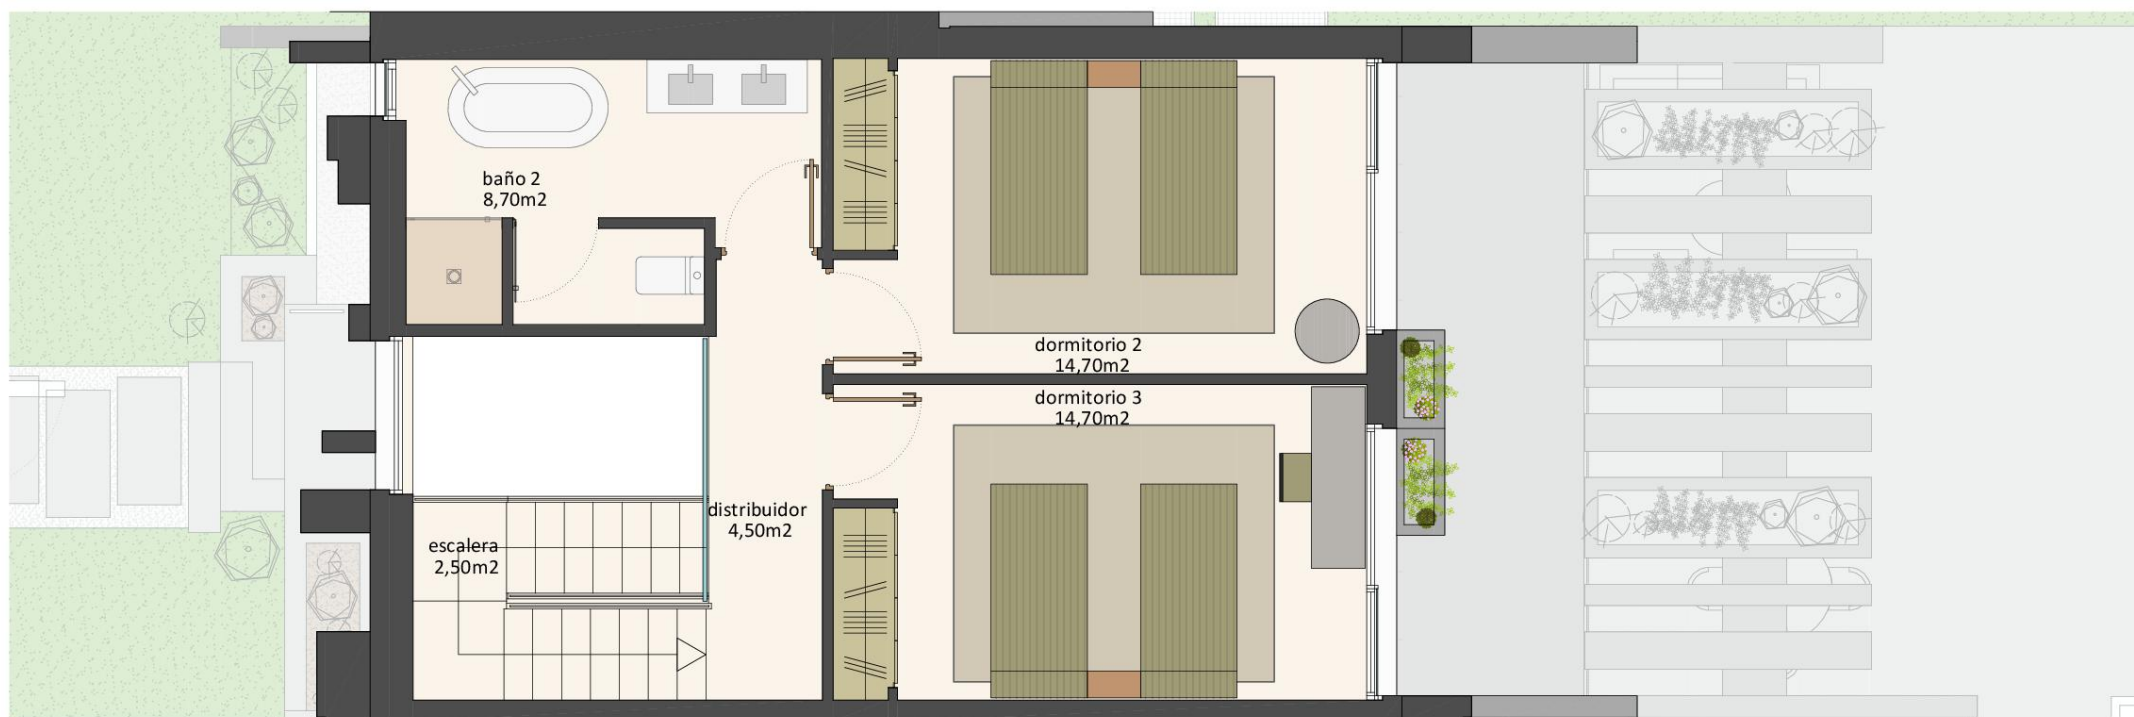 baño 2
8,70m2
dormitorio 2
14,70m2
dormitorio 3
14,70m2
distribuidor
4,50m2
escalera
2,50m2